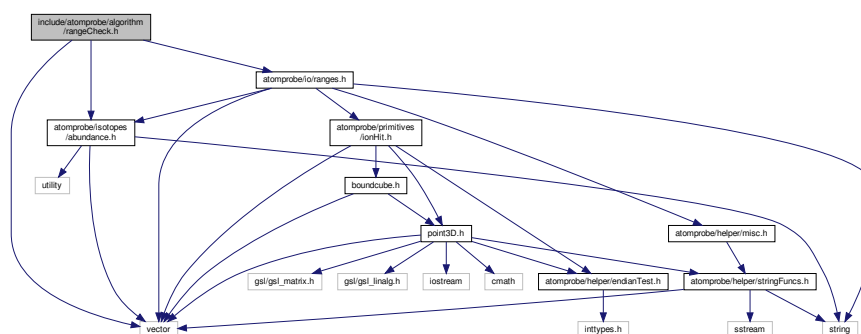 include/atomprobe/algorithm
/rangeCheck.h
atomprobe/io/ranges.h
atomprobe/isotopes
/abundance.h
atomprobe/primitives
/ionHit.h
utility
boundcube.h
point3D.h
atomprobe/helper/misc.h
gsl/gsl_matrix.h
gsl/gsl_linalg.h
iostream
cmath
atomprobe/helper/endianTest.h
atomprobe/helper/stringFuncs.h
vector
inttypes.h
sstream
string